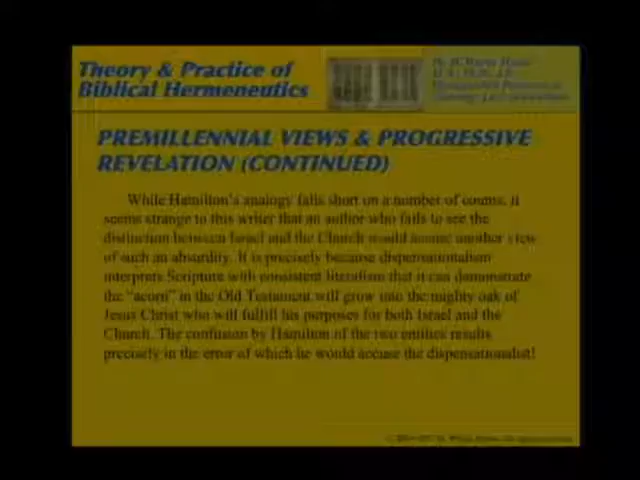 Theory & Practice of
Biblical Hermeneutics
PREMILLENNIAL VIEWS & PROGRESSIVE
REVELATION (CONTINUED)
While Hamilton's analogy falls short on a number of counts, it
seems strange to this writer that an author who fails to see the
distinction between Israel and the Church would accuse another view
of such an absurdity. It is precisely because dispensationalism
interprets Scripture with consistent literalism that it can demonstrate
the "acorn" in the Old Testament will grow into the mighty oak of
Jesus Christ who will fulfill his purposes for both Israel and the
Church. The confusion by Hamilton of the two entities results
precisely in the error of which he would accuse the dispensationalist!